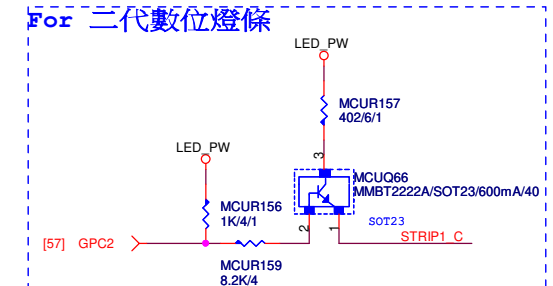 For 二代數位燈條
LED_PW
MCUR157
402/6/1
LED_PW
3
MCUQ66
MMBT2222A/SOT23/600mA/40
MCUR156
1K/4/1
2
1
SOT23
[57] GPC2
STRIP1_C
MCUR159
8.2K/4